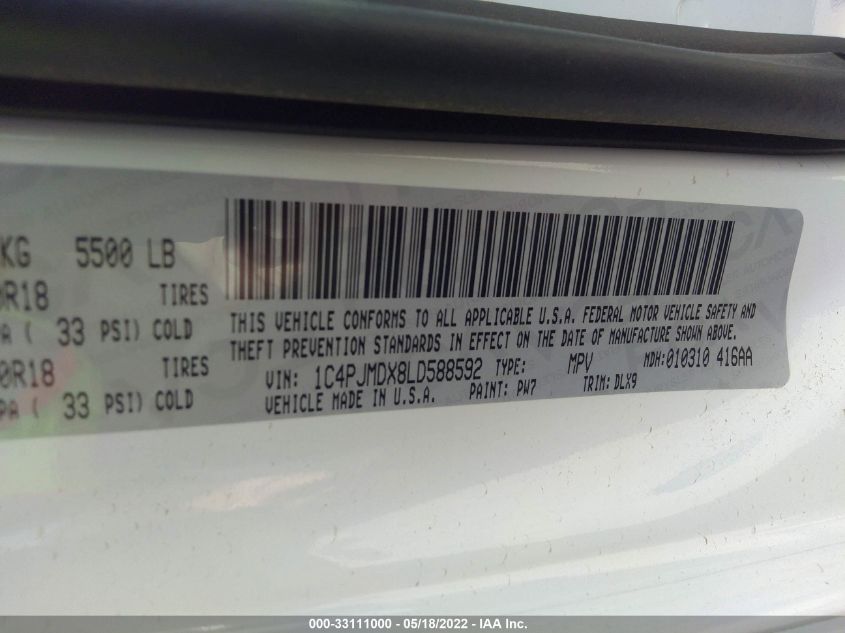 KG 5500 LB
0R18 TIRES
PA ( 33 PSI) COLD
0R18 TIRES
PA ( 33 PSI) COLD
THIS VEHICLE CONFORMS TO ALL APPLICABLE U.S.A. FEDERAL MOTOR VEHICLE SAFETY AND
THEFT PREVENTION STANDARDS IN EFFECT ON THE DATE OF MANUFACTURE SHOWN ABOVE.
VIN: 1C4PJMDX8LD588592 TYPE: MPV MDH:010310 416AA
VEHICLE MADE IN U.S.A. PAINT: PW7 TRIM: DLX9
000-33111000 - 05/18/2022 - IAA Inc.